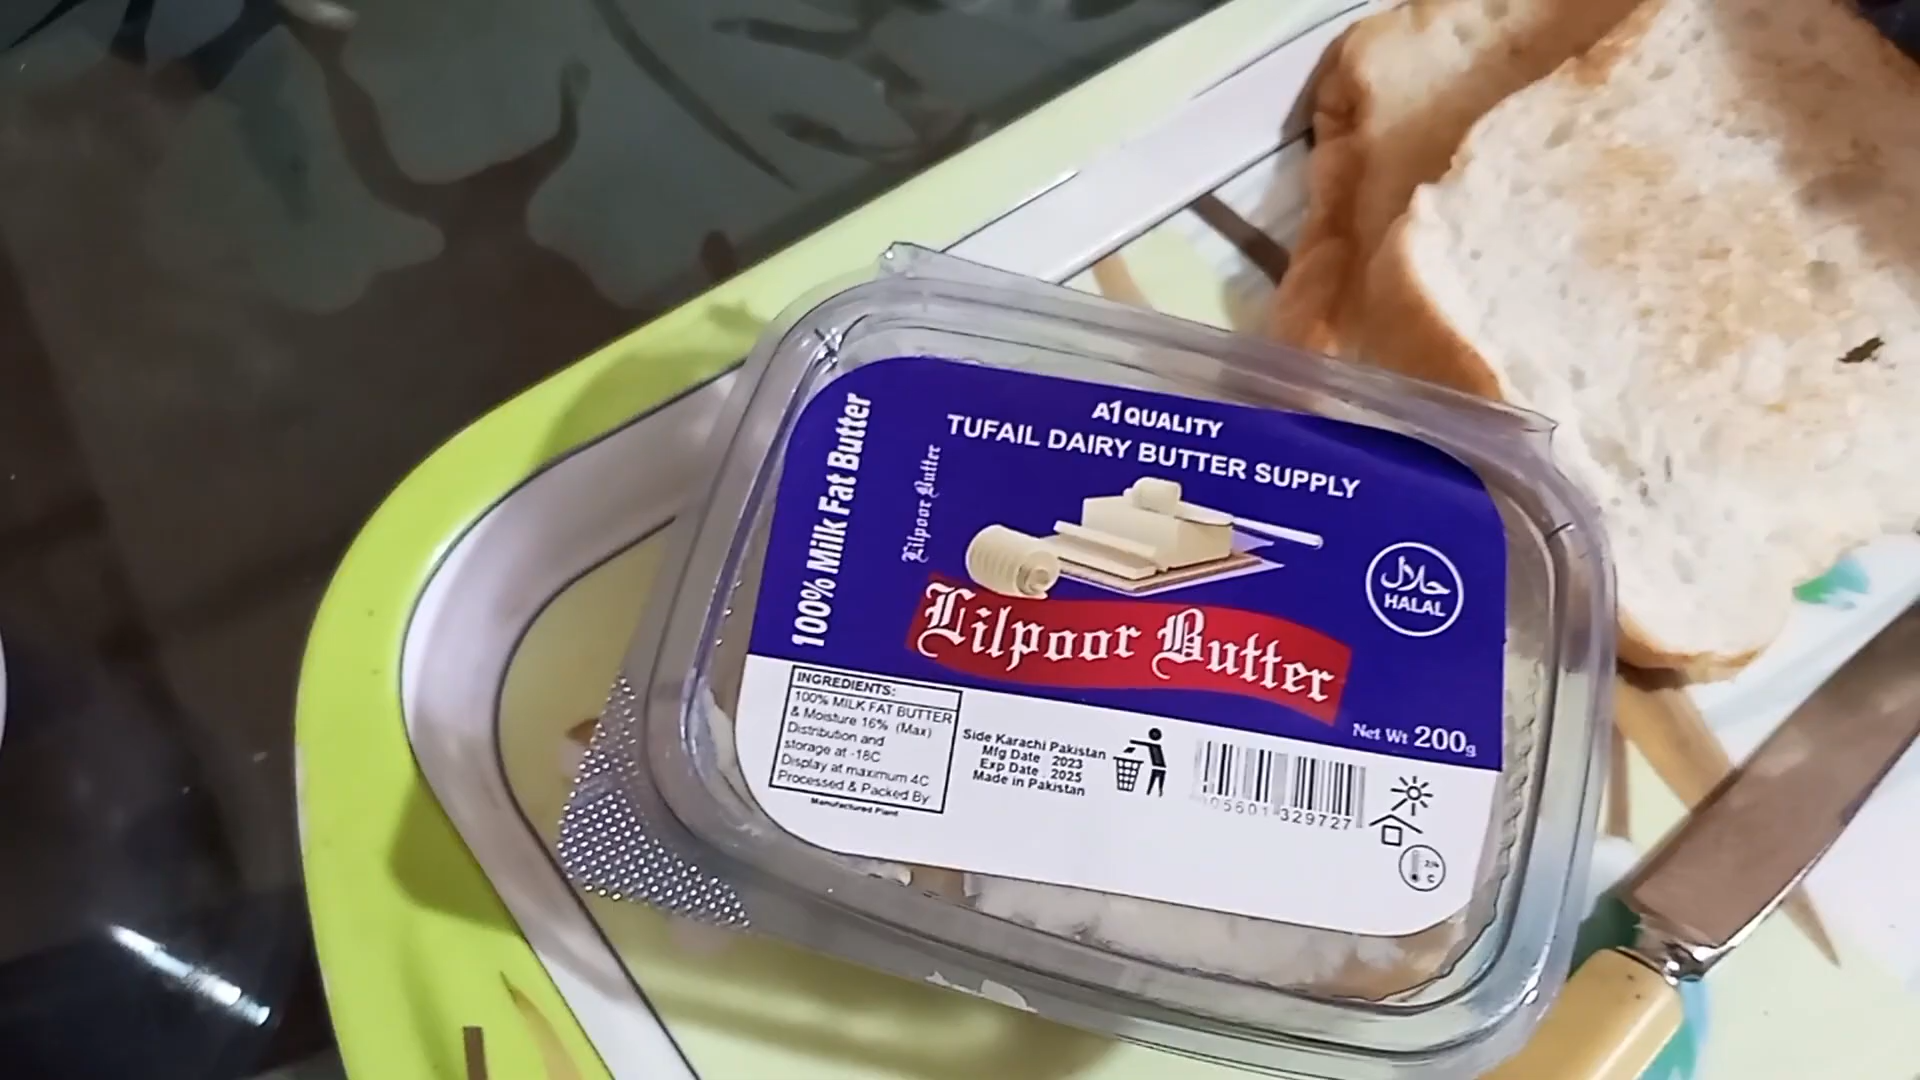 A1 QUALITY
TUFAIL DAIRY BUTTER SUPPLY
100% Milk Fat Butter
Lilpoor Butter
Lilpoor Butter
حلال
HALAL
Net Wt 200g
INGREDIENTS:
100% MILK FAT BUTTER
& Moisture 16% (Max)
Distribution and
storage at -18C
Display at maximum 4C
Processed & Packed By
Manufactured Plant
Side Karachi Pakistan
Mfg Date 2023
Exp Date . 2025
Made in Pakistan
05601 329727